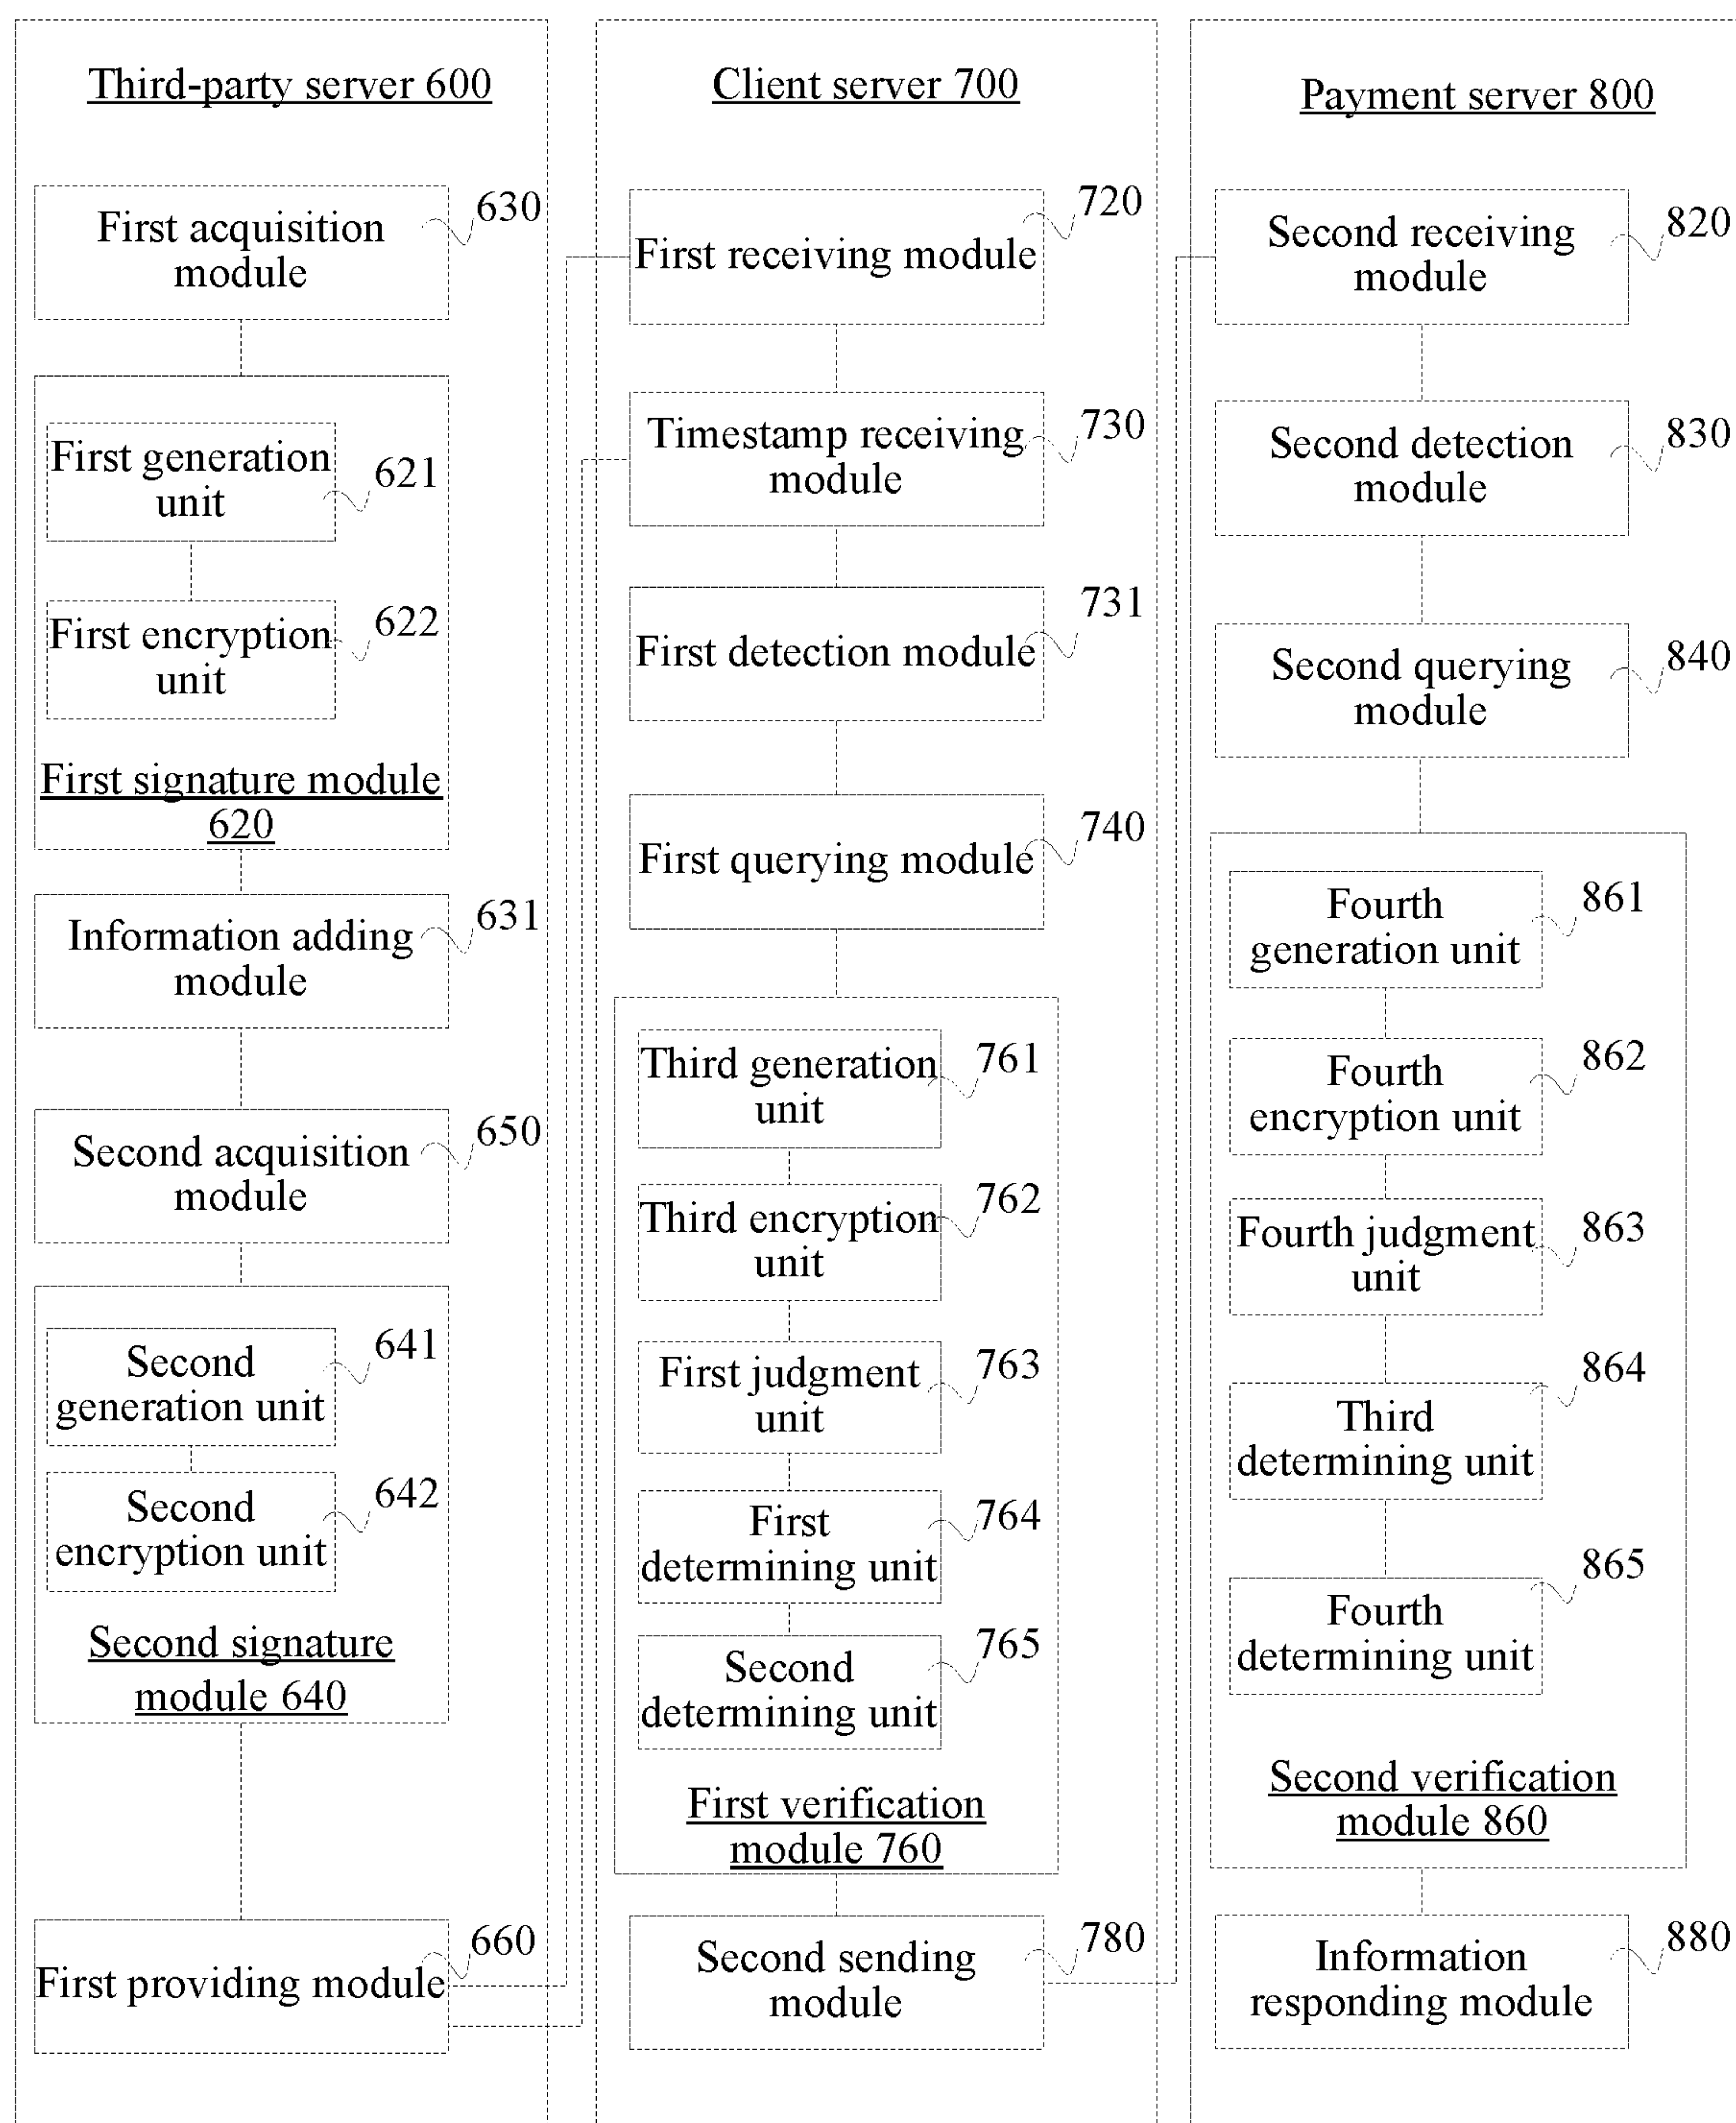 Third-party server 600
First acquisition
module
630
First generation
unit
621
First encryption
unit
622
First signature module
620
Information adding
module
631
Second acquisition
module
650
Second
generation unit
641
Second
encryption unit
642
Second signature
module 640
First providing module
660
Client server 700
First receiving module
720
Timestamp receiving
module
730
First detection module
731
First querying module
740
Third generation
unit
761
Third encryption
unit
762
First judgment
unit
763
First
determining unit
764
Second
determining unit
765
First verification
module 760
Second sending
module
780
Payment server 800
Second receiving
module
820
Second detection
module
830
Second querying
module
840
Fourth
generation unit
861
Fourth
encryption unit
862
Fourth judgment
unit
863
Third
determining unit
864
Fourth
determining unit
865
Second verification
module 860
Information
responding module
880